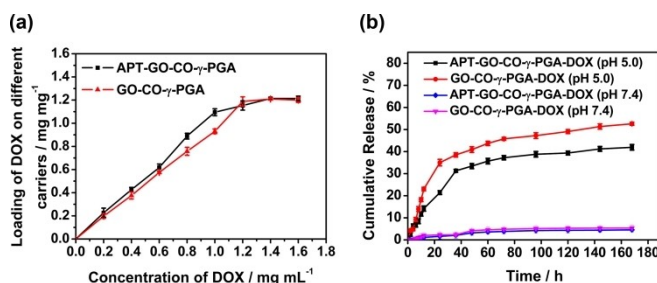 (a)
Loading of DOX on different
carriers / mg mg⁻¹
1.6
1.4
1.2
1.0
0.8
0.6
0.4
0.2
0.0
APT-GO-CO-γ-PGA
GO-CO-γ-PGA
0.0 0.2 0.4 0.6 0.8 1.0 1.2 1.4 1.6 1.8
Concentration of DOX / mg mL⁻¹
(b)
Cumulative Release / %
80
70
60
50
40
30
20
10
0
APT-GO-CO-γ-PGA-DOX (pH 5.0)
GO-CO-γ-PGA-DOX (pH 5.0)
APT-GO-CO-γ-PGA-DOX (pH 7.4)
GO-CO-γ-PGA-DOX (pH 7.4)
0 20 40 60 80 100 120 140 160 180
Time / h